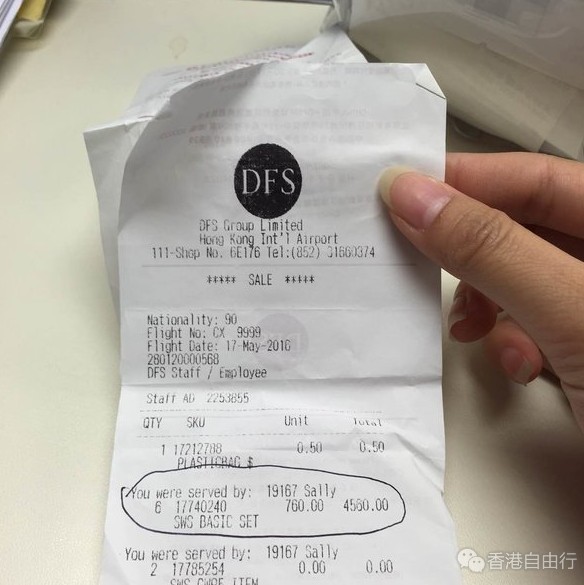 DFS
DFS Group Limited
Hong Kong Int'l Airport
111-Shop No. 6E176 Tel:(852) 31660374
***** SALE *****
Nationality: 90
Flight No: CX 9999
Flight Date: 17-May-2016
280120000568
DFS Staff / Employee
Staff AD 2253855
QTY SKU Unit Total
1 17212788 0.50 0.50
PLASTICBAG $
You were served by: 19167 Sally
6 17740240 760.00 4560.00
SWS BASIC SET
You were served by: 19167 Sally
2 17785254 0.00 0.00
SWS GWP ITEM
香港自由行